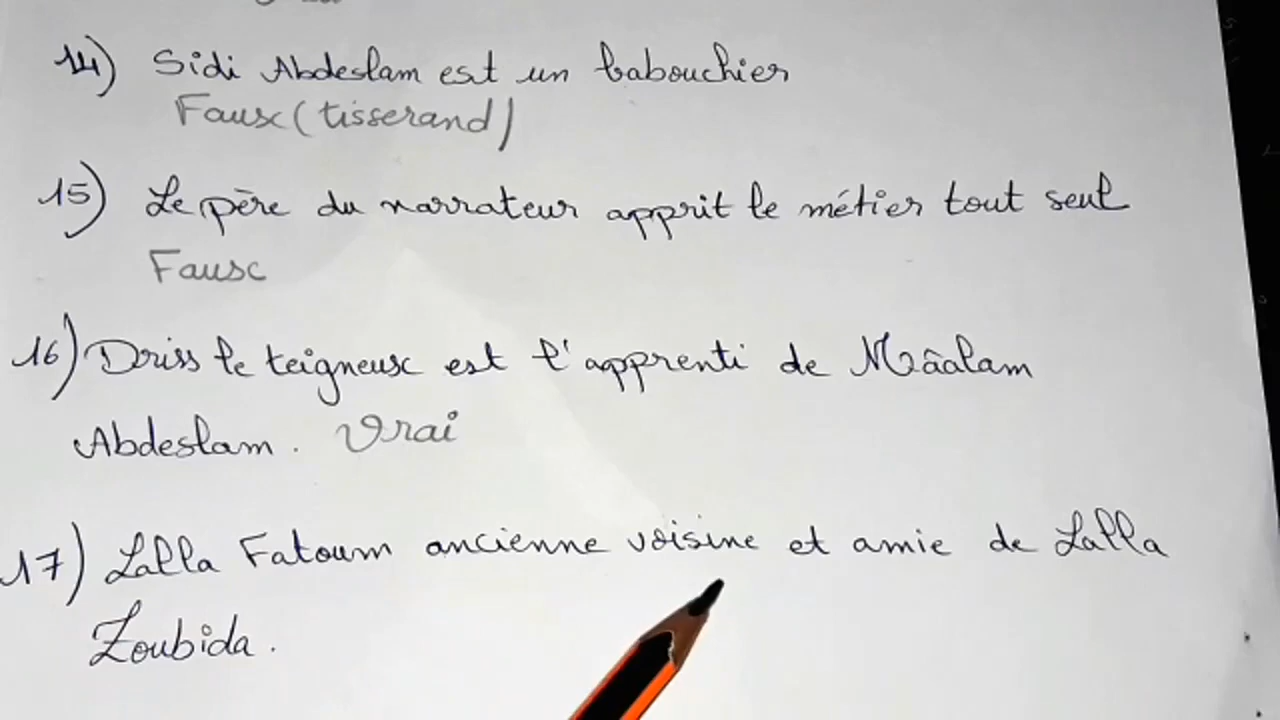 14) Sidi Abdeslam est un babouchier
Faux (tisserand)
15) Le père du narrateur apprit le métier tout seul
Faux
16) Driss le teigneux est l'apprenti de Mâalam
Abdeslam. Vrai
17) Lalla Fatoum ancienne voisine et amie de Lalla
Zoubida.